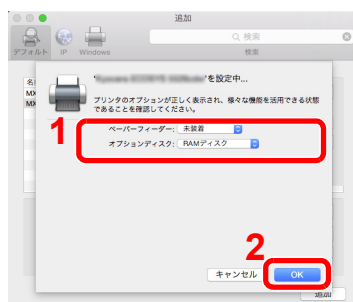 追加
検索
デフォルト IP Windows
検索
名
MX
MX
'を設定中...
プリンタのオプションが正しく表示され、様々な機能を活用できる状態
であることを確認してください。
1
ペーパーフィーダー: 未装着
オプションディスク: RAMディスク
2
キャンセル OK
追加